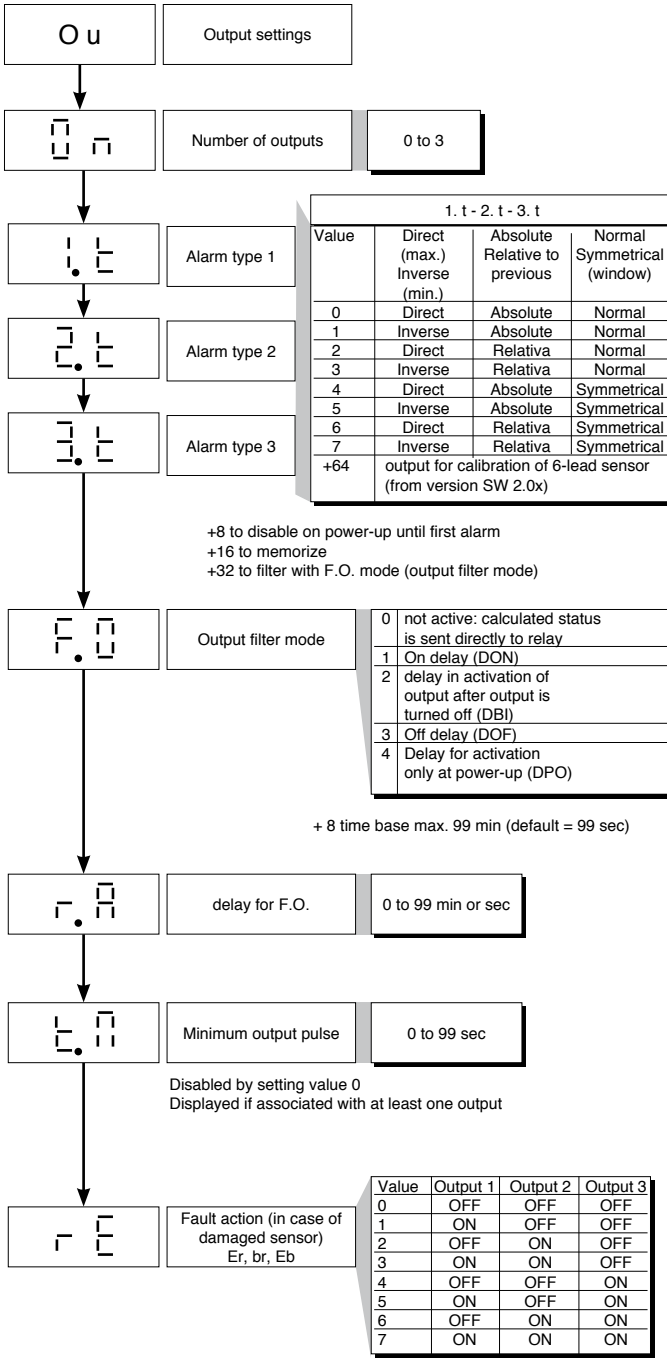 O u Output settings
0 n Number of outputs 0 to 3
1. t - 2. t - 3. t
Value Direct Absolute Normal
(max.) Relative to Symmetrical
Inverse previous (window)
(min.)
0 Direct Absolute Normal
1 Inverse Absolute Normal
2 Direct Relativa Normal
3 Inverse Relativa Normal
4 Direct Absolute Symmetrical
5 Inverse Absolute Symmetrical
6 Direct Relativa Symmetrical
7 Inverse Relativa Symmetrical
+64 output for calibration of 6-lead sensor
(from version SW 2.0x)
1.t Alarm type 1
2.t Alarm type 2
3.t Alarm type 3
+8 to disable on power-up until first alarm
+16 to memorize
+32 to filter with F.O. mode (output filter mode)
F.0 Output filter mode
0 not active: calculated status
is sent directly to relay
1 On delay (DON)
2 delay in activation of
output after output is
turned off (DBI)
3 Off delay (DOF)
4 Delay for activation
only at power-up (DPO)
+ 8 time base max. 99 min (default = 99 sec)
r.A delay for F.O. 0 to 99 min or sec
t.M Minimum output pulse 0 to 99 sec
Disabled by setting value 0
Displayed if associated with at least one output
r E Fault action (in case of
damaged sensor)
Er, br, Eb
Value Output 1 Output 2 Output 3
0 OFF OFF OFF
1 ON OFF OFF
2 OFF ON OFF
3 ON ON OFF
4 OFF OFF ON
5 ON OFF ON
6 OFF ON ON
7 ON ON ON